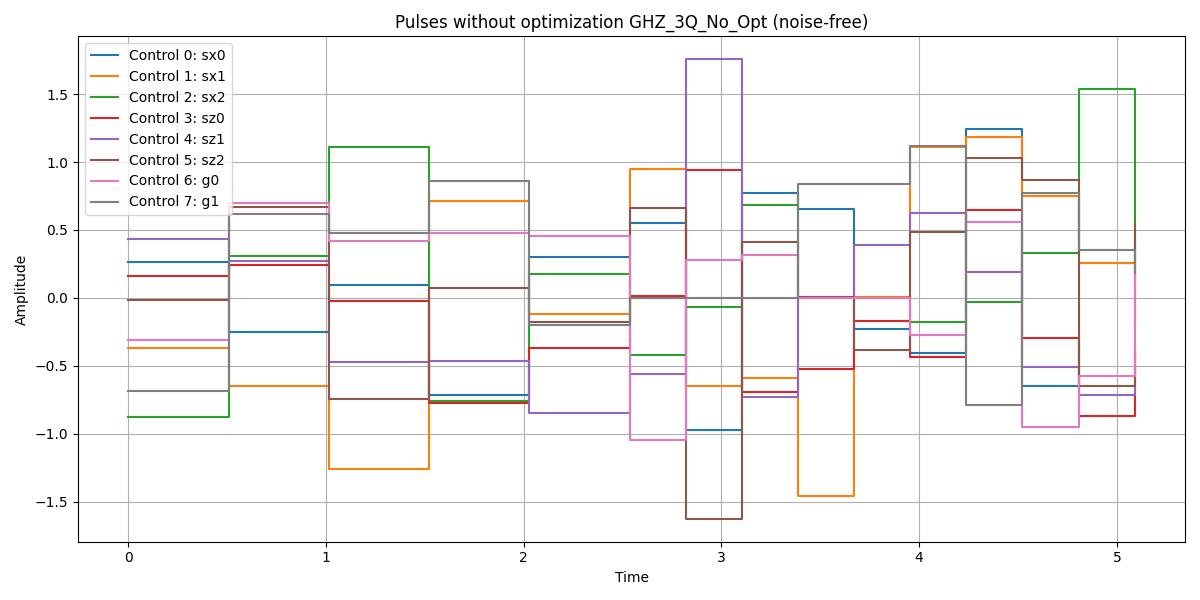 Pulses without optimization GHZ_3Q_No_Opt (noise-free)
Control 0: sx0
Control 1: sx1
Control 2: sx2
Control 3: sz0
Control 4: sz1
Control 5: sz2
Control 6: g0
Control 7: g1
Amplitude
1.5
1.0
0.5
0.0
−0.5
−1.0
−1.5
0 1 2 3 4 5
Time